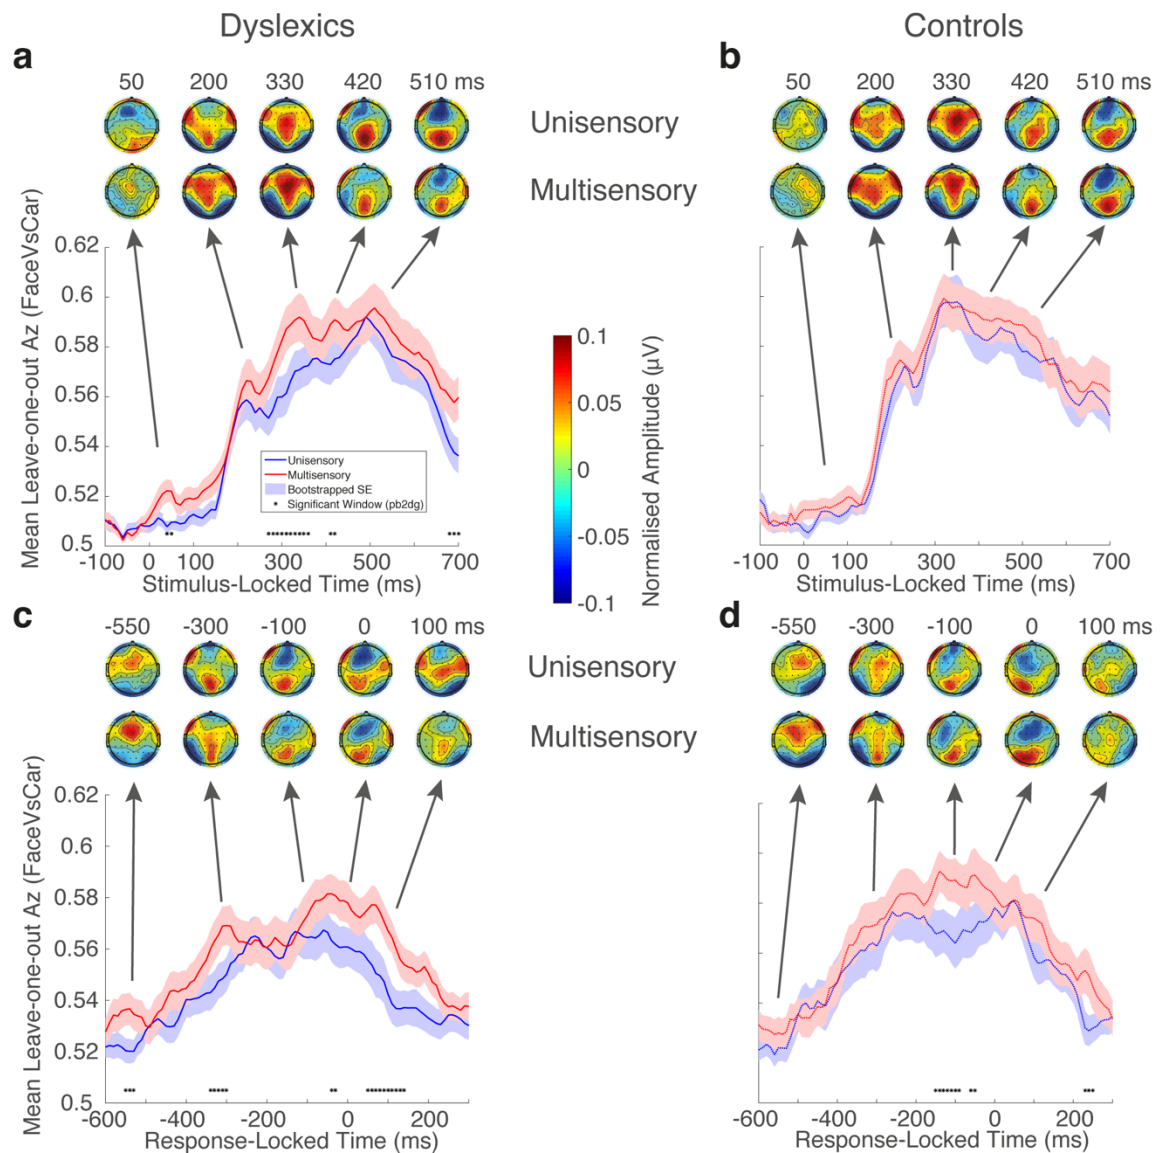 Dyslexics
Controls
a
b
50 200 330 420 510 ms
50 200 330 420 510 ms
Unisensory
Multisensory
Mean Leave-one-out Az (FaceVsCar)
0.62
0.6
0.58
0.56
0.54
0.52
0.5
Unisensory
Multisensory
Bootstrapped SE
Significant Window (pb2dg)
-100 0 100 200 300 400 500 600 700
Stimulus-Locked Time (ms)
0.1
0.05
0
-0.05
-0.1
Normalised Amplitude (µV)
-100 0 100 200 300 400 500 600 700
Stimulus-Locked Time (ms)
c
d
-550 -300 -100 0 100 ms
-550 -300 -100 0 100 ms
Unisensory
Multisensory
Mean Leave-one-out Az (FaceVsCar)
0.62
0.6
0.58
0.56
0.54
0.52
0.5
-600 -400 -200 0 200
Response-Locked Time (ms)
-600 -400 -200 0 200
Response-Locked Time (ms)